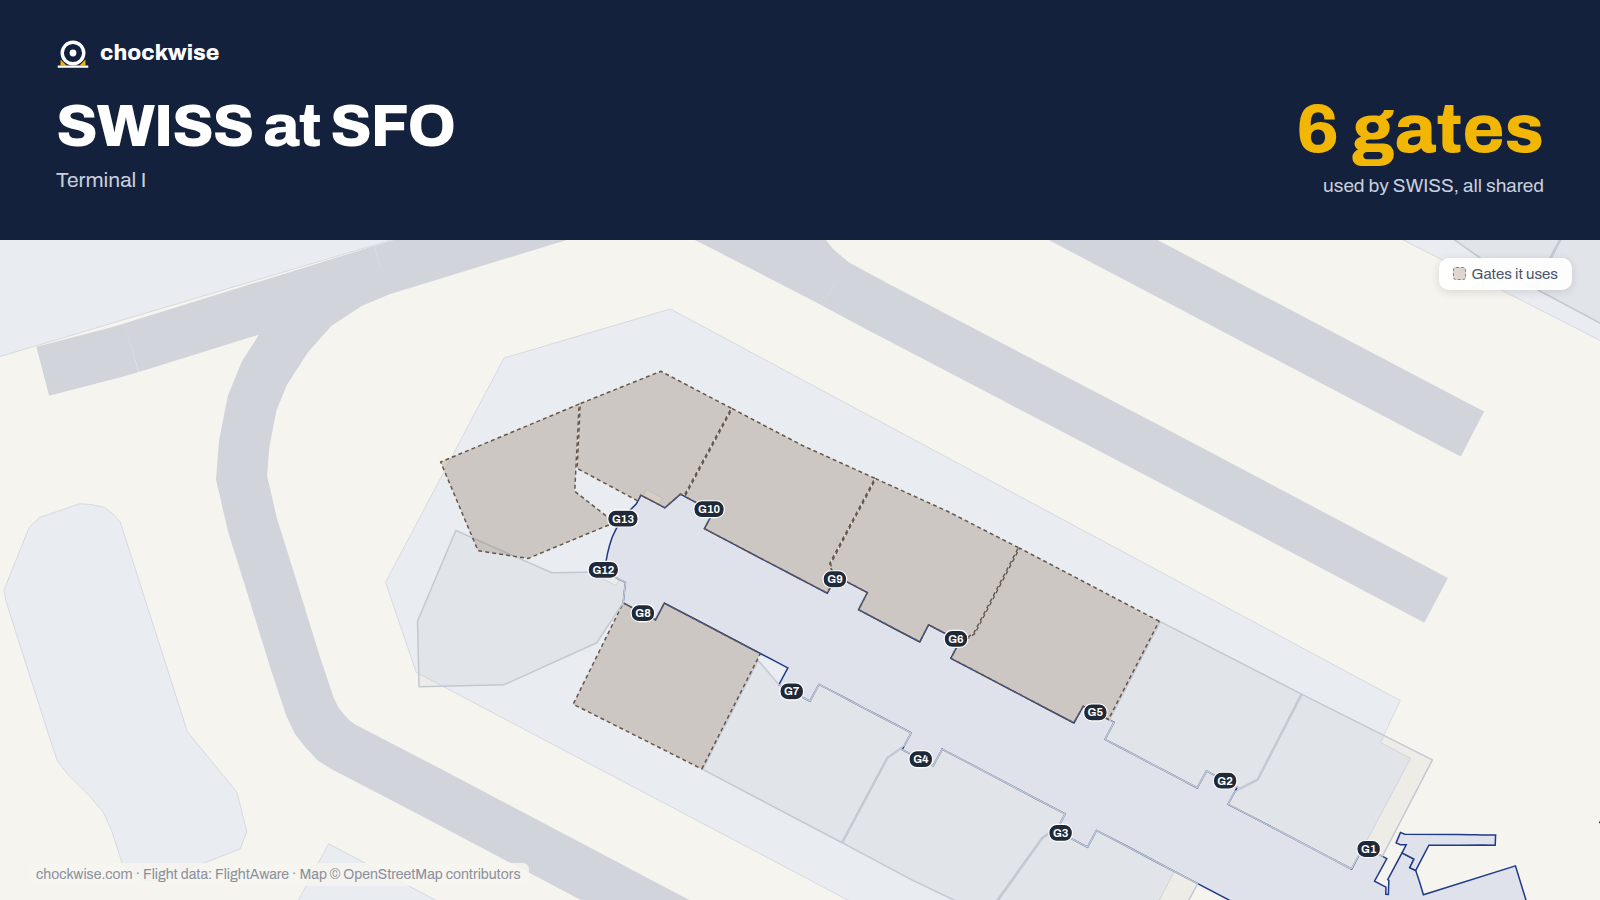 chockwise
SWISS at SFO
Terminal I
6 gates
used by SWISS, all shared
Gates it uses
G13
G10
G12
G9
G8
G6
G7
G5
G4
G2
G3
G1
chockwise.com · Flight data: FlightAware · Map © OpenStreetMap contributors